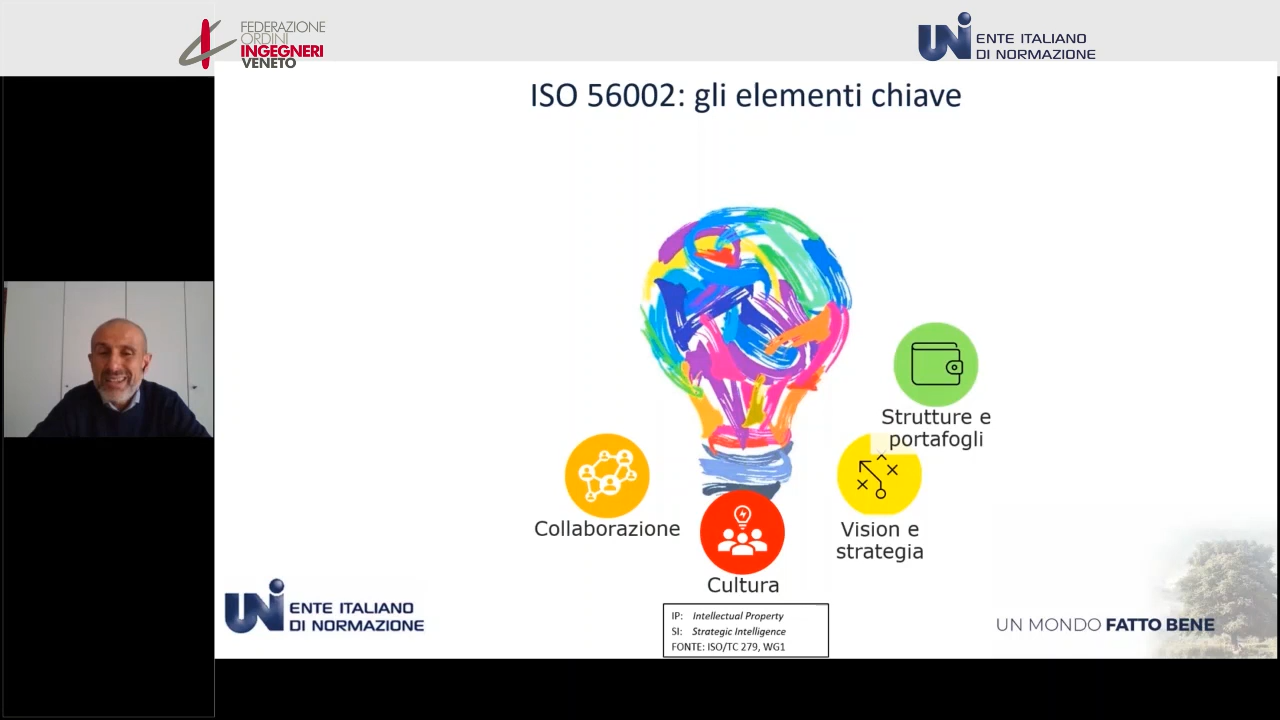 FEDERAZIONE
ORDINI
INGEGNERI
VENETO
UNI ENTE ITALIANO
DI NORMAZIONE
ISO 56002: gli elementi chiave
Strutture e
portafogli
Collaborazione
Vision e
strategia
Cultura
UNI ENTE ITALIANO
DI NORMAZIONE
IP: Intellectual Property
SI: Strategic Intelligence
FONTE: ISO/TC 279, WG1
UN MONDO FATTO BENE